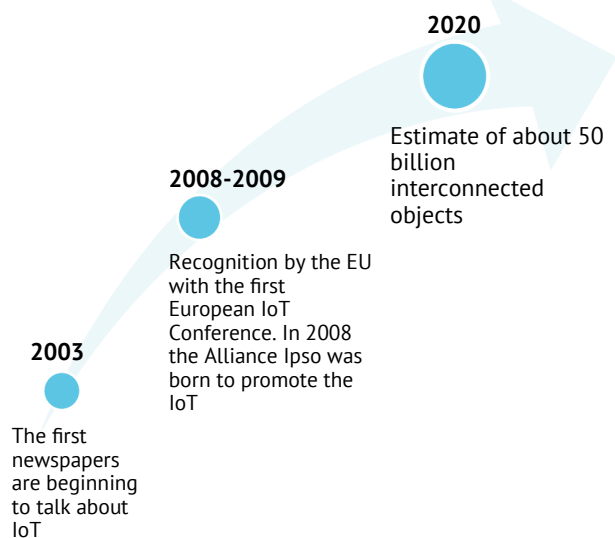 2003
The first
newspapers
are beginning
to talk about
IoT
2008-2009
Recognition by the EU
with the first
European IoT
Conference. In 2008
the Alliance Ipso was
born to promote the
IoT
2020
Estimate of about 50
billion
interconnected
objects